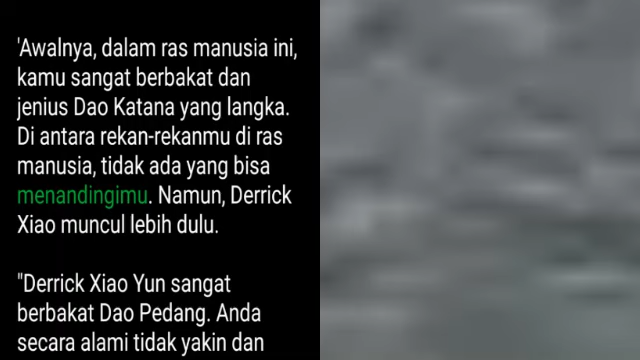 'Awalnya, dalam ras manusia ini,
kamu sangat berbakat dan
jenius Dao Katana yang langka.
Di antara rekan-rekanmu di ras
manusia, tidak ada yang bisa
menandingimu. Namun, Derrick
Xiao muncul lebih dulu.
"Derrick Xiao Yun sangat
berbakat Dao Pedang. Anda
secara alami tidak yakin dan